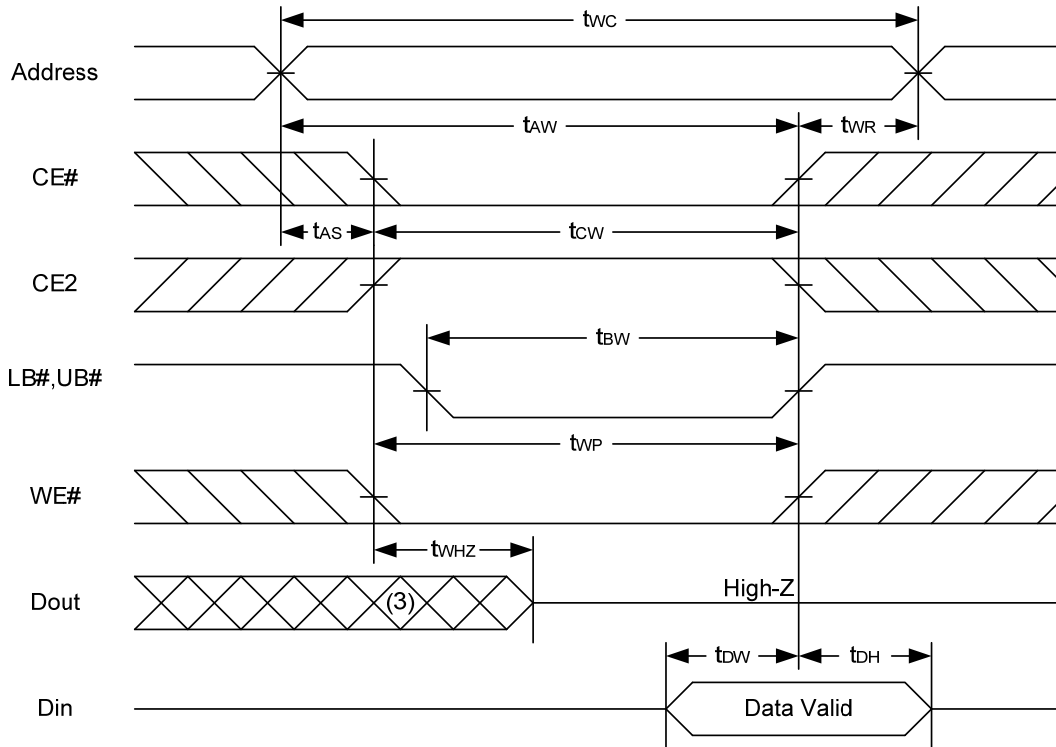 tWC
Address
tAW
tWR
CE#
tAS
tCW
CE2
tBW
LB#,UB#
tWP
WE#
tWHZ
Dout
(3)
High-Z
tDW
tDH
Din
Data Valid